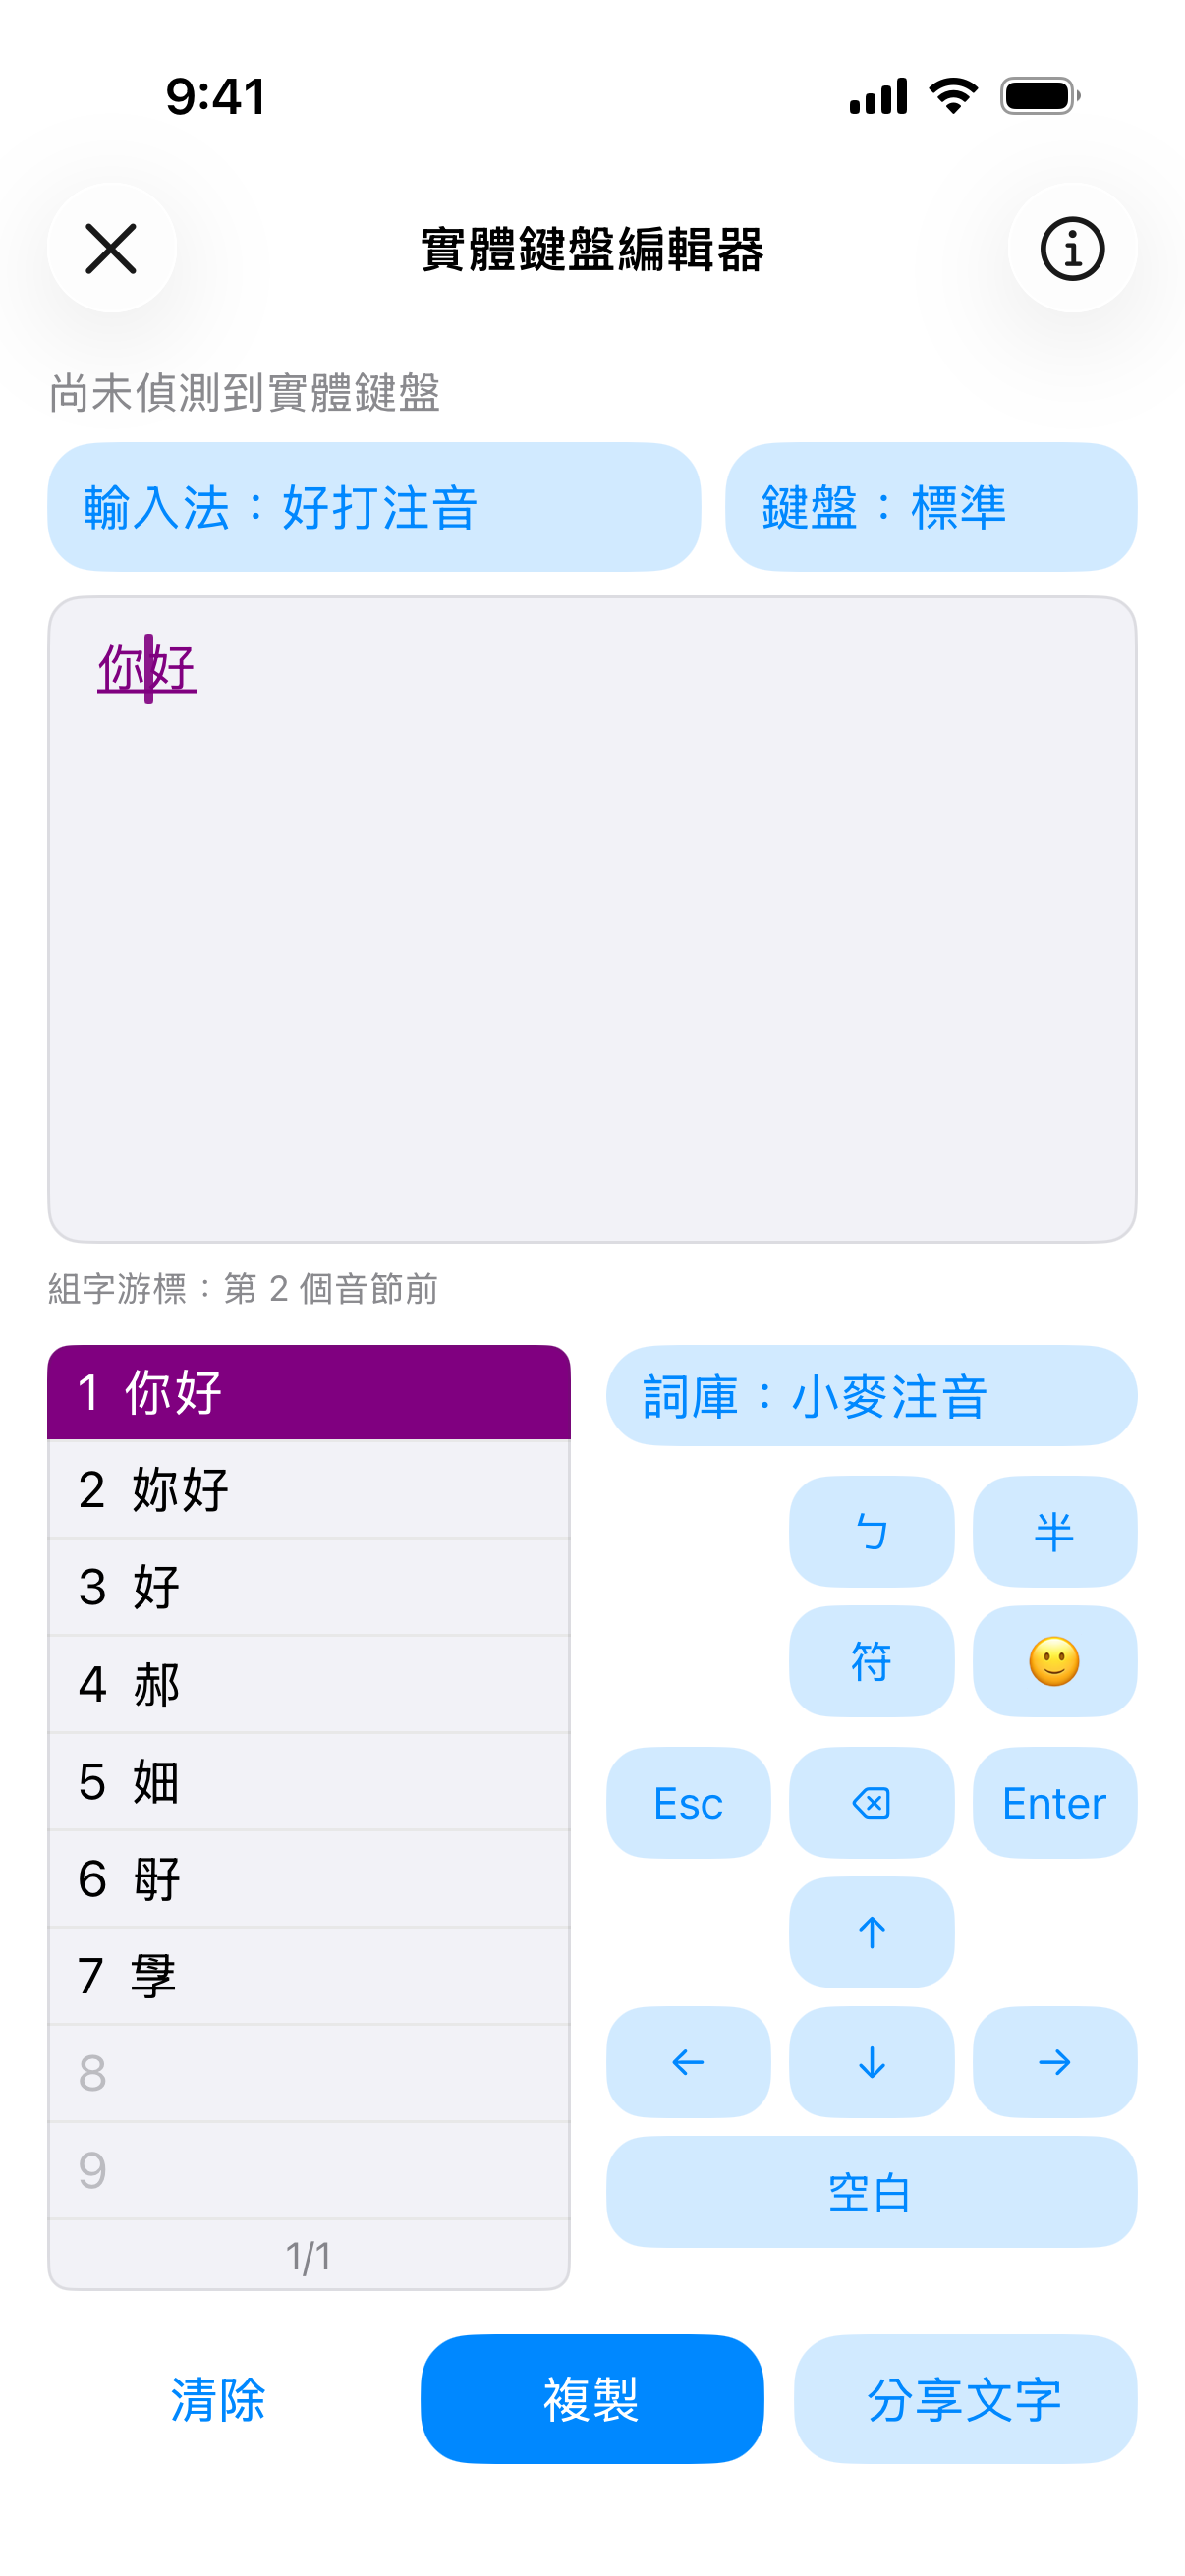 9:41
實體鍵盤編輯器
尚未偵測到實體鍵盤
輸入法：好打注音
鍵盤：標準
你好
組字游標：第 2 個音節前
1 你好
2 妳好
3 好
4 郝
5 㚼
6 㝀
7 㝈
8
9
1/1
詞庫：小麥注音
ㄅ
半
符
🙂
Esc
Enter
↑
←
↓
→
空白
清除
複製
分享文字